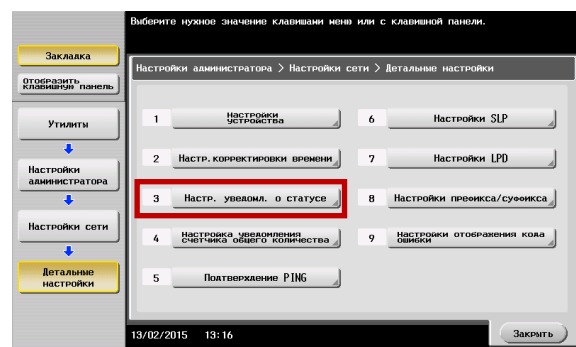 Выберите нужное значение клавишами меню или с клавишной панели.
Закладка
Отобразить
клавишную панель
Утилиты
Настройки
администратора
Настройки сети
Детальные
настройки
Настройки администратора > Настройки сети > Детальные настройки
1 Настройки
устройства
6 Настройки SLP
2 Настр.корректировки времени
7 Настройки LPD
3 Настр. уведомл. о статусе
8 Настройки префикса/суффикса
4 Настройка уведомления
счетчика общего количества
9 Настройки отображения кода
ошибки
5 Подтверждение PING
13/02/2015 13:16
Закрыть